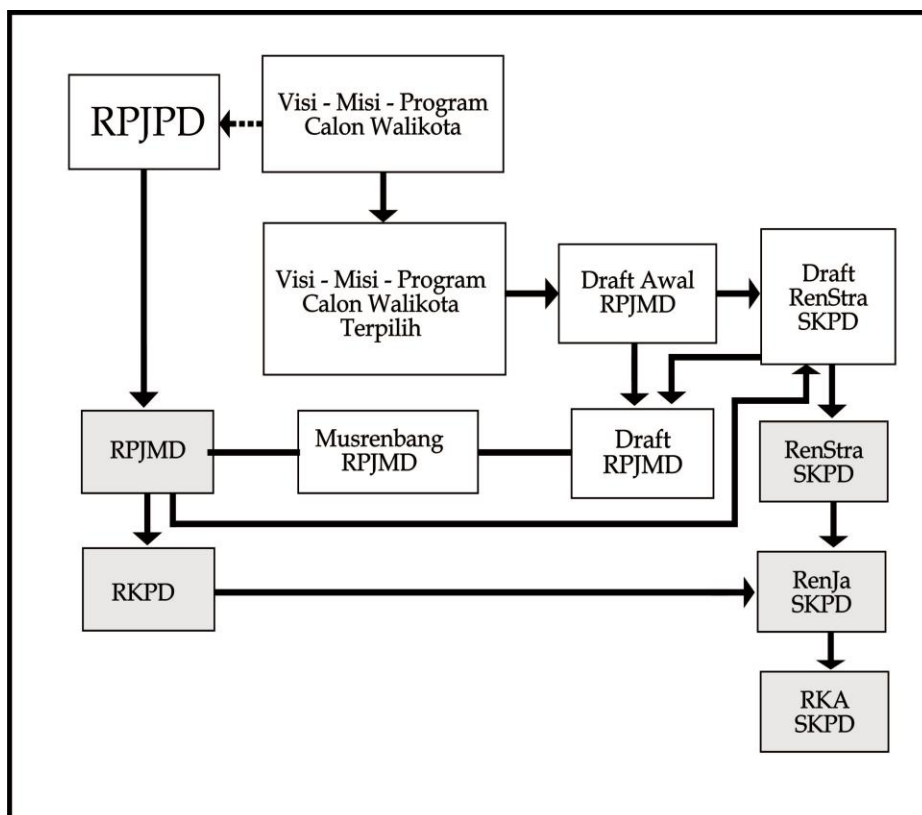 RPJPD
Visi - Misi - Program
Calon Walikota
Visi - Misi - Program
Calon Walikota
Terpilih
Draft Awal
RPJMD
Draft
RenStra
SKPD
RPJMD
Musrenbang
RPJMD
Draft
RPJMD
RenStra
SKPD
RKPD
RenJa
SKPD
RKA
SKPD